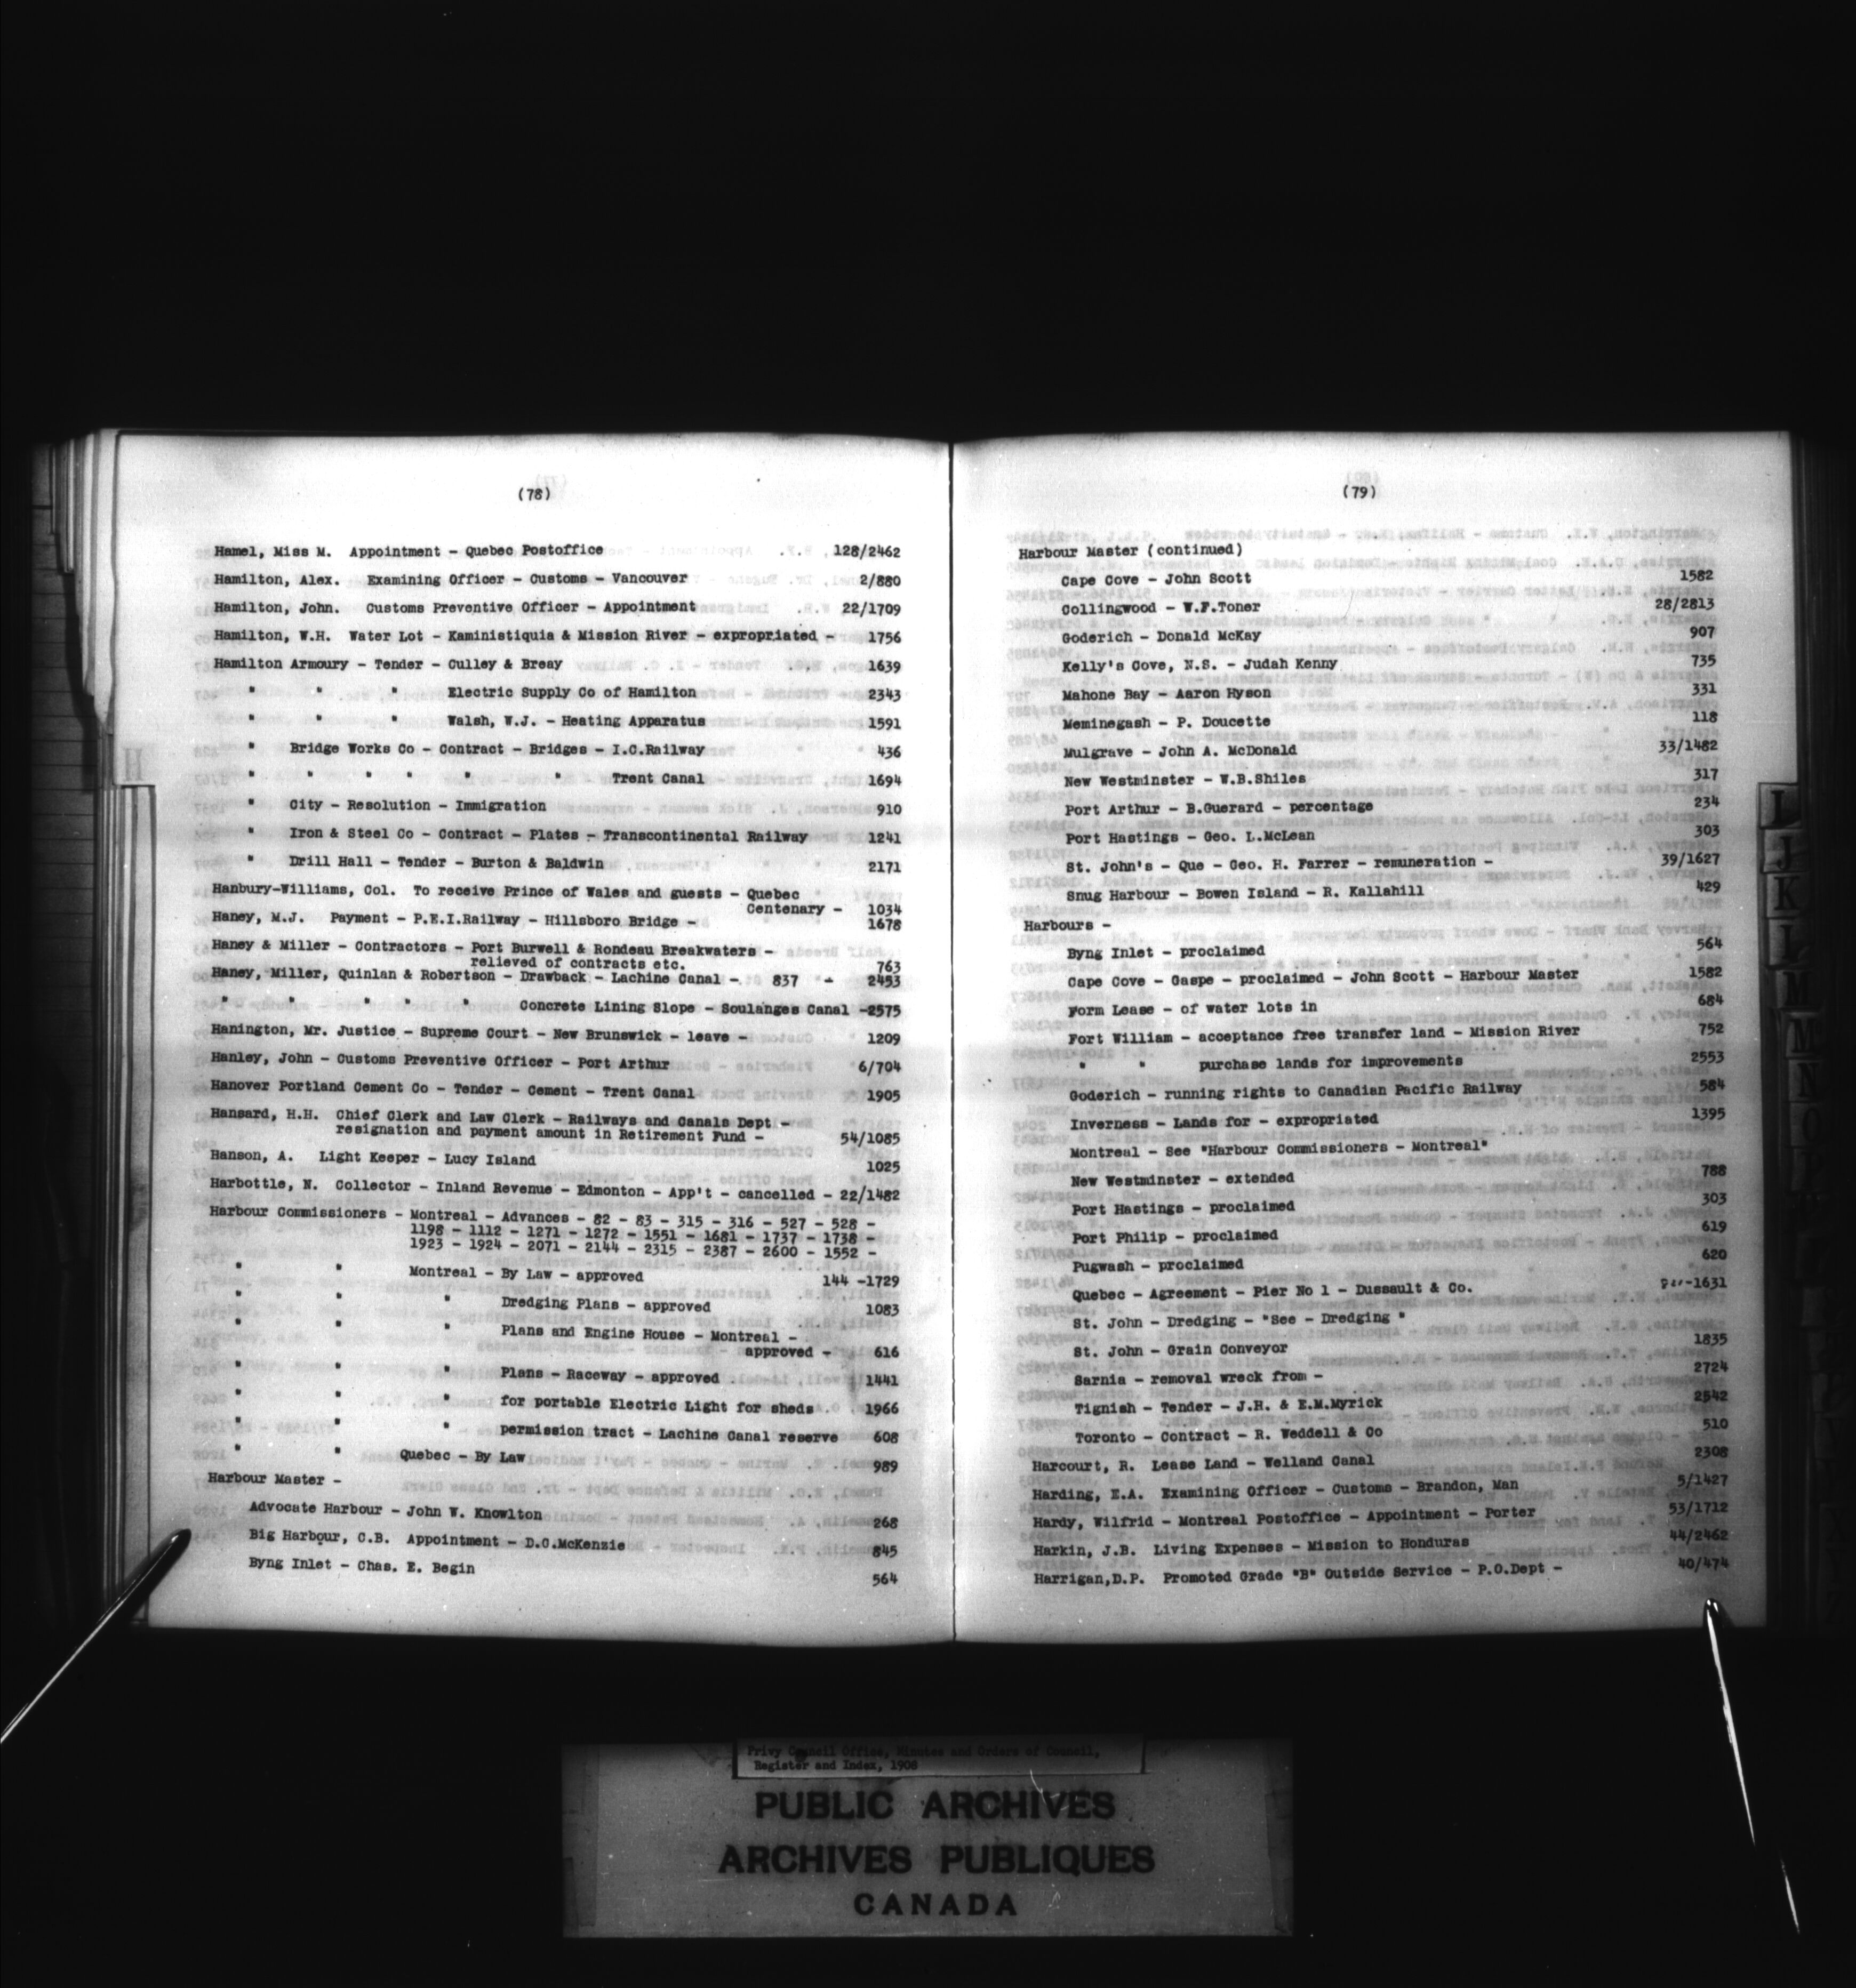 (78)
Hamel, Miss M. Appointment - Quebec Postoffice 128/2462
Hamilton, Alex. Examining Officer - Customs - Vancouver 2/880
Hamilton, John. Customs Preventive Officer - Appointment 22/1709
Hamilton, W.H. Water Lot - Kaministiquia & Mission River - expropriated - 1756
Hamilton Armoury - Tender - Culley & Breay 1639
" " " Electric Supply Co of Hamilton 2343
" " " Walsh, W.J. - Heating Apparatus 1591
" Bridge Works Co - Contract - Bridges - I.C.Railway 436
" " " " " " Trent Canal 1694
" City - Resolution - Immigration 910
" Iron & Steel Co - Contract - Plates - Transcontinental Railway 1241
" Drill Hall - Tender - Burton & Baldwin 2171
Hanbury-Williams, Col. To receive Prince of Wales and guests - Quebec
Centenary - 1034
Haney, M.J. Payment - P.E.I.Railway - Hillsboro Bridge - 1678
Haney & Miller - Contractors - Port Burwell & Rondeau Breakwaters -
relieved of contracts etc. 763
Haney, Miller, Quinlan & Robertson - Drawback - Lachine Canal - 837 - 2453
" " " " " Concrete Lining Slope - Soulanges Canal -2575
Hanington, Mr. Justice - Supreme Court - New Brunswick - leave - 1209
Hanley, John - Customs Preventive Officer - Port Arthur 6/704
Hanover Portland Cement Co - Tender - Cement - Trent Canal 1905
Hansard, H.H. Chief Clerk and Law Clerk - Railways and Canals Dept -
resignation and payment amount in Retirement Fund - 54/1085
Hanson, A. Light Keeper - Lucy Island 1025
Harbottle, N. Collector - Inland Revenue - Edmonton - App't - cancelled - 22/1482
Harbour Commissioners - Montreal - Advances - 82 - 83 - 315 - 316 - 527 - 528 -
1198 - 1112 - 1271 - 1272 - 1551 - 1681 - 1737 - 1738 -
1923 - 1924 - 2071 - 2144 - 2315 - 2387 - 2600 - 1552 -
" " Montreal - By Law - approved 144 -1729
" " " Dredging Plans - approved 1083
" " " Plans and Engine House - Montreal -
approved - 616
" " " Plans - Raceway - approved 1441
" " " for portable Electric Light for sheds 1966
" " " permission tract - Lachine Canal reserve 608
" " Quebec - By Law 989
Harbour Master -
Advocate Harbour - John W. Knowlton 268
Big Harbour, C.B. Appointment - D.C.McKenzie 845
Byng Inlet - Chas. E. Begin 564
(79)
Harbour Master (continued)
Cape Cove - John Scott 1582
Collingwood - W.F.Toner 28/2813
Goderich - Donald McKay 907
Kelly's Cove, N.S. - Judah Kenny 735
Mahone Bay - Aaron Hyson 331
Meminegash - P. Doucette 118
Mulgrave - John A. McDonald 33/1482
New Westminster - W.B.Shiles 317
Port Arthur - B.Guerard - percentage 234
Port Hastings - Geo. L.McLean 303
St. John's - Que - Geo. H. Farrer - remuneration - 39/1627
Snug Harbour - Bowen Island - R. Kallahill 429
Harbours -
Byng Inlet - proclaimed 564
Cape Cove - Gaspe - proclaimed - John Scott - Harbour Master 1582
Form Lease - of water lots in 684
Fort William - acceptance free transfer land - Mission River 752
" " purchase lands for improvements 2553
Goderich - running rights to Canadian Pacific Railway 584
Inverness - Lands for - expropriated 1395
Montreal - See "Harbour Commissioners - Montreal"
New Westminster - extended 788
Port Hastings - proclaimed 303
Port Philip - proclaimed 619
Pugwash - proclaimed 620
Quebec - Agreement - Pier No 1 - Dussault & Co. -1631
St. John - Dredging - "See - Dredging "
St. John - Grain Conveyor 1835
Sarnia - removal wreck from - 2724
Tignish - Tender - J.H. & E.M.Myrick 2542
Toronto - Contract - R. Weddell & Co 510
Harcourt, R. Lease Land - Welland Canal 2308
Harding, E.A. Examining Officer - Customs - Brandon, Man 5/1427
Hardy, Wilfrid - Montreal Postoffice - Appointment - Porter 53/1712
Harkin, J.B. Living Expenses - Mission to Honduras 44/2462
Harrigan,D.P. Promoted Grade "B" Outside Service - P.O.Dept - 40/474
H
I
J
K
L
M
M
N
Privy Council Office, Minutes and Orders of Council,
Register and Index, 1908
PUBLIC ARCHIVES
ARCHIVES PUBLIQUES
CANADA